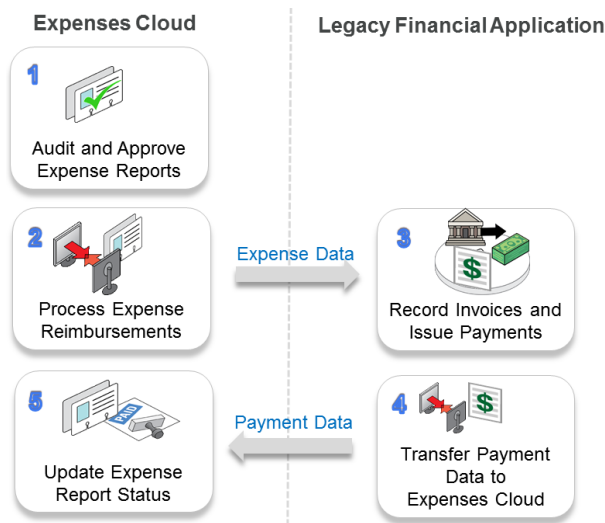 Expenses Cloud
Legacy Financial Application
1
Audit and Approve
Expense Reports
2
Process Expense
Reimbursements
Expense Data
3
$
Record Invoices and
Issue Payments
5
PAID
Update Expense
Report Status
Payment Data
4
$
Transfer Payment
Data to
Expenses Cloud